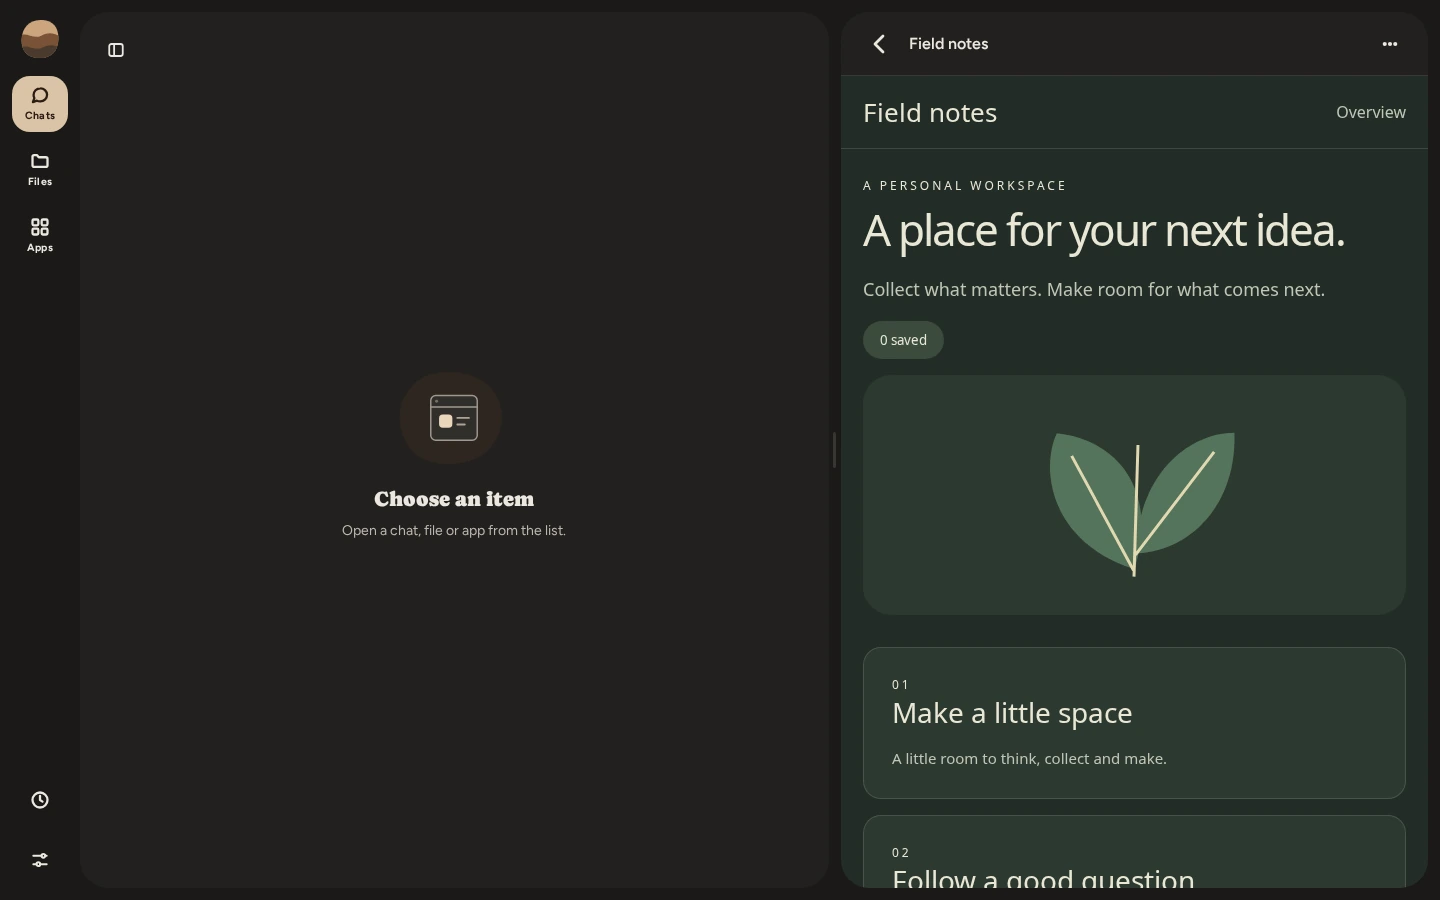 Chats
Files
Apps
Choose an item
Open a chat, file or app from the list.
Field notes
Field notes
Overview
A PERSONAL WORKSPACE
A place for your next idea.
Collect what matters. Make room for what comes next.
0 saved
01
Make a little space
A little room to think, collect and make.
02
Follow a good question